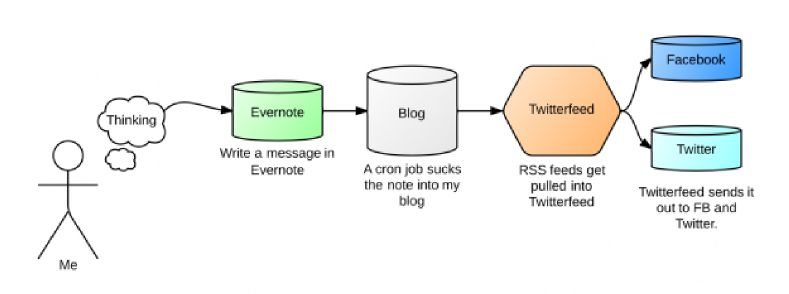 Thinking
Me
Evernote
Write a message in
Evernote
Blog
A cron job sucks
the note into my
blog
Twitterfeed
RSS feeds get
pulled into
Twitterfeed
Facebook
Twitter
Twitterfeed sends it
out to FB and
Twitter.